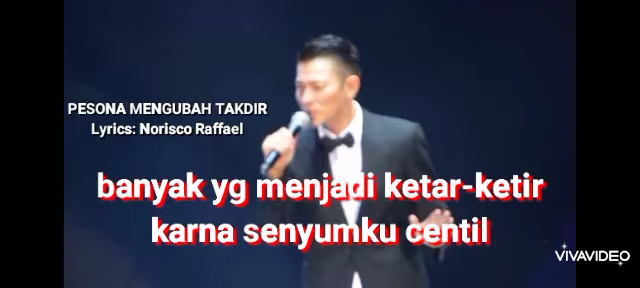 PESONA MENGUBAH TAKDIR
Lyrics: Norisco Raffael
banyak yg menjadi ketar-ketir
karna senyumku centil
VIVAVIDEO